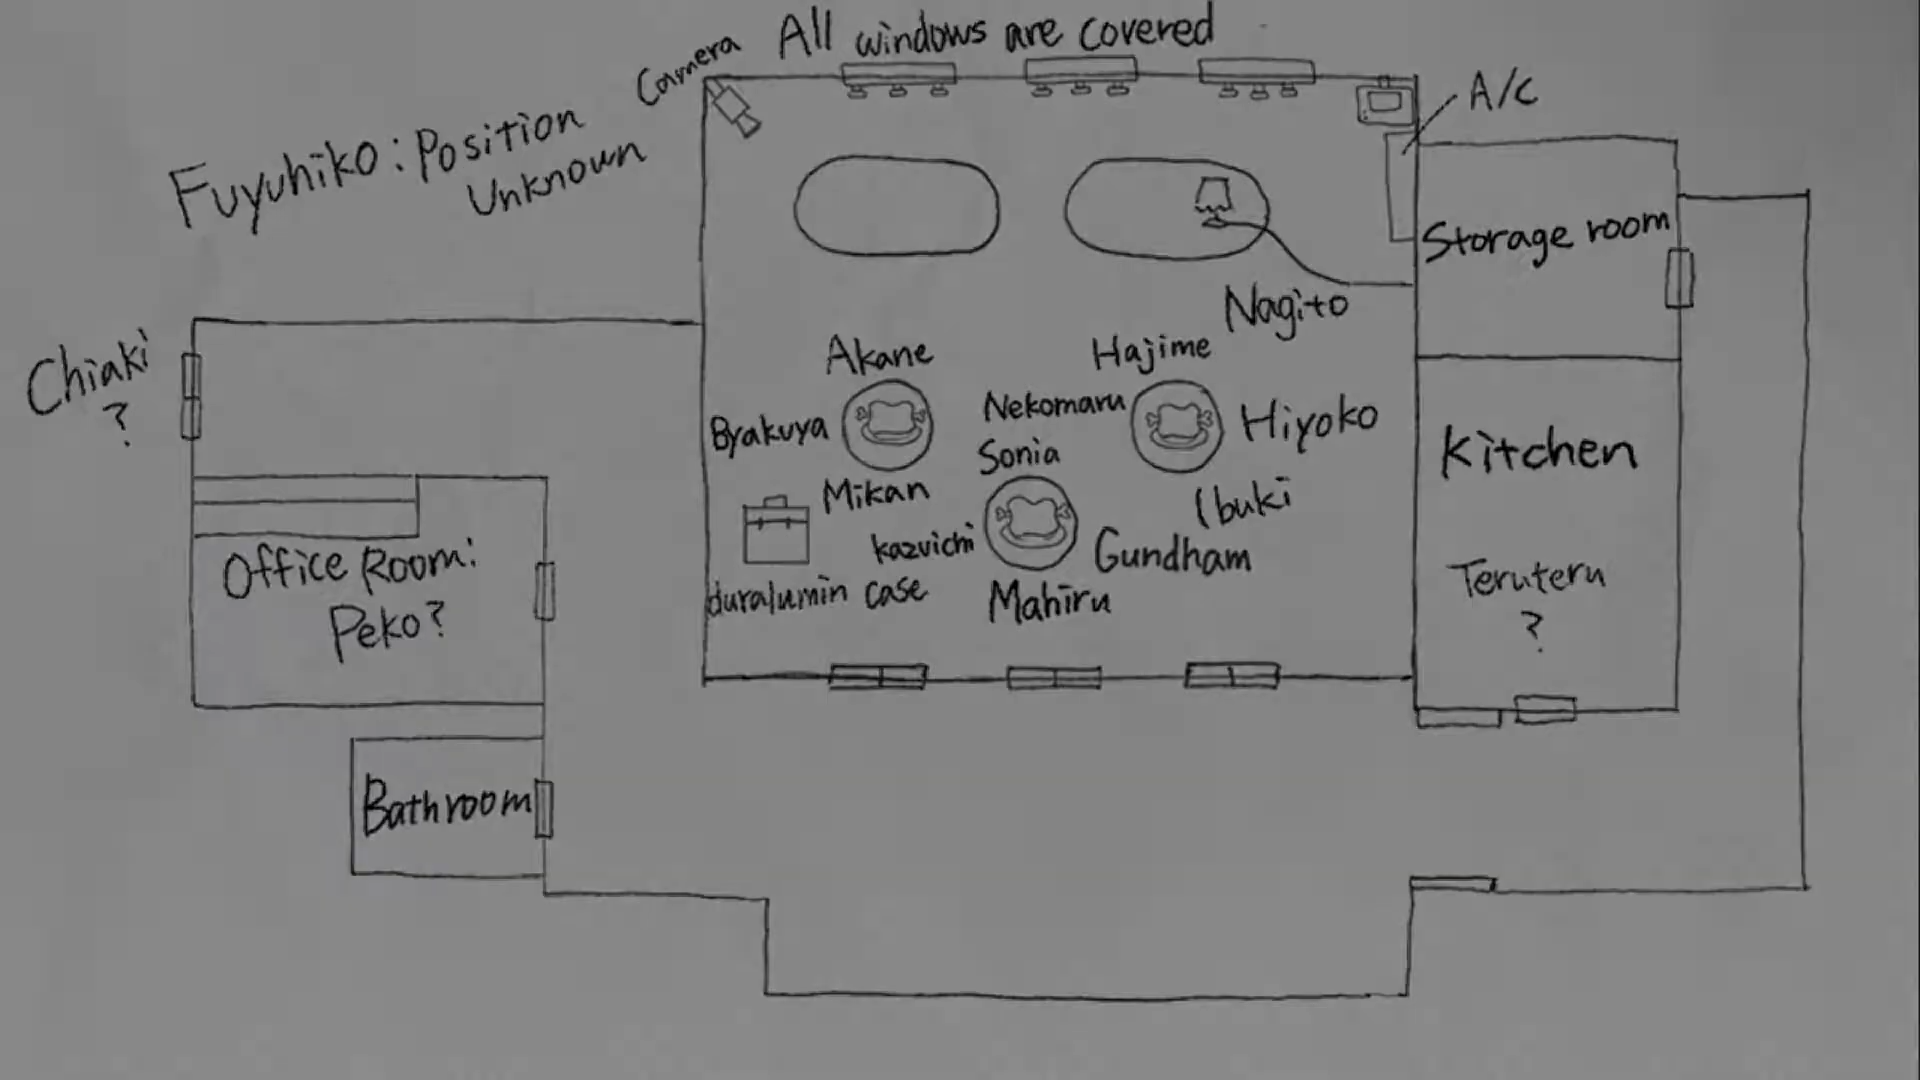 Camera
All windows are covered
A/C
Fuyuhiko: Position
Unknown
Storage room
Nagito
Chiaki
?
Akane
Hajime
Byakuya
Nekomaru
Hiyoko
Sonia
Kitchen
Mikan
Ibuki
kazuichi
Gundham
Office Room:
Peko?
duralumin case
Mahiru
Teruteru
?
Bathroom